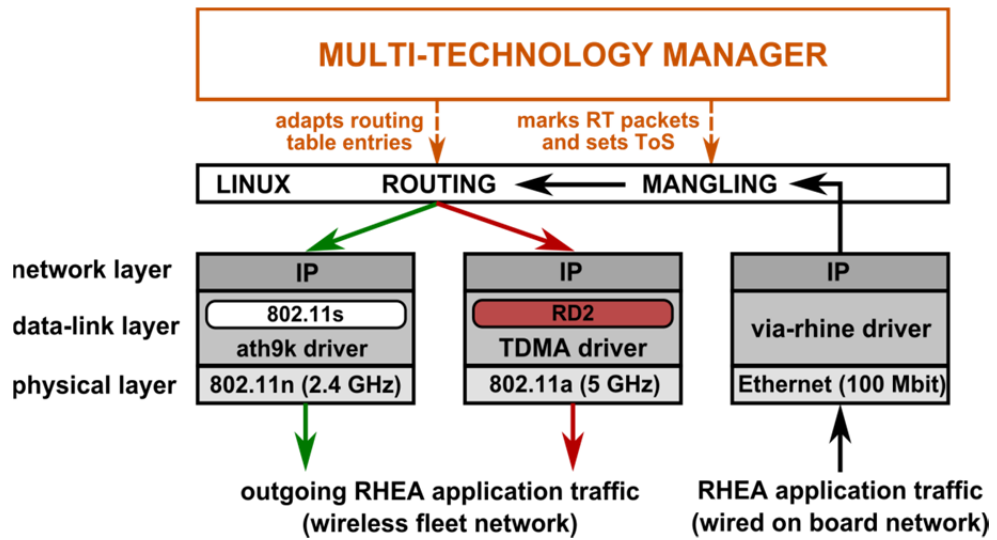 MULTI-TECHNOLOGY MANAGER
adapts routing
table entries
marks RT packets
and sets ToS
LINUX ROUTING MANGLING
network layer IP IP IP
802.11s RD2
data-link layer via-rhine driver
ath9k driver TDMA driver
physical layer 802.11n (2.4 GHz) 802.11a (5 GHz) Ethernet (100 Mbit)
outgoing RHEA application traffic
(wireless fleet network)
RHEA application traffic
(wired on board network)